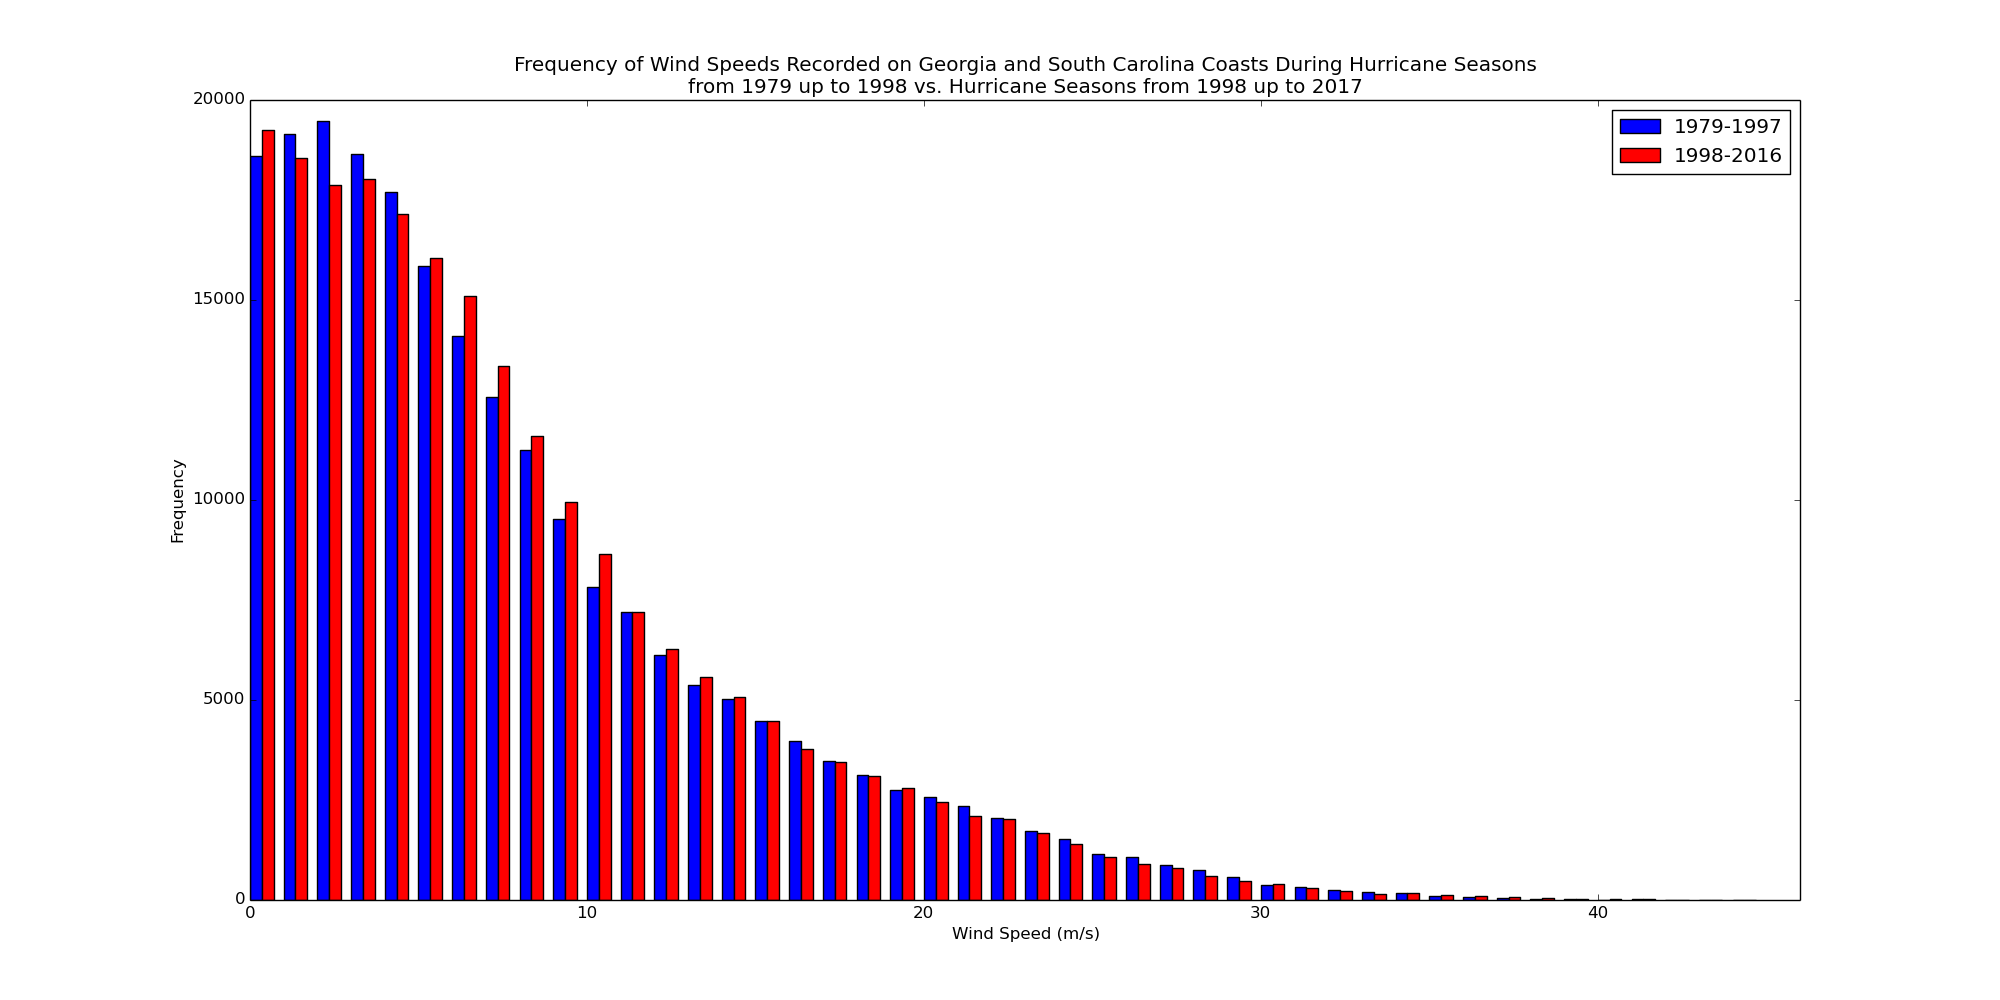 Frequency of Wind Speeds Recorded on Georgia and South Carolina Coasts During Hurricane Seasons
from 1979 up to 1998 vs. Hurricane Seasons from 1998 up to 2017
1979-1997
1998-2016
20000
15000
10000
5000
0
Frequency
0 10 20 30 40
Wind Speed (m/s)